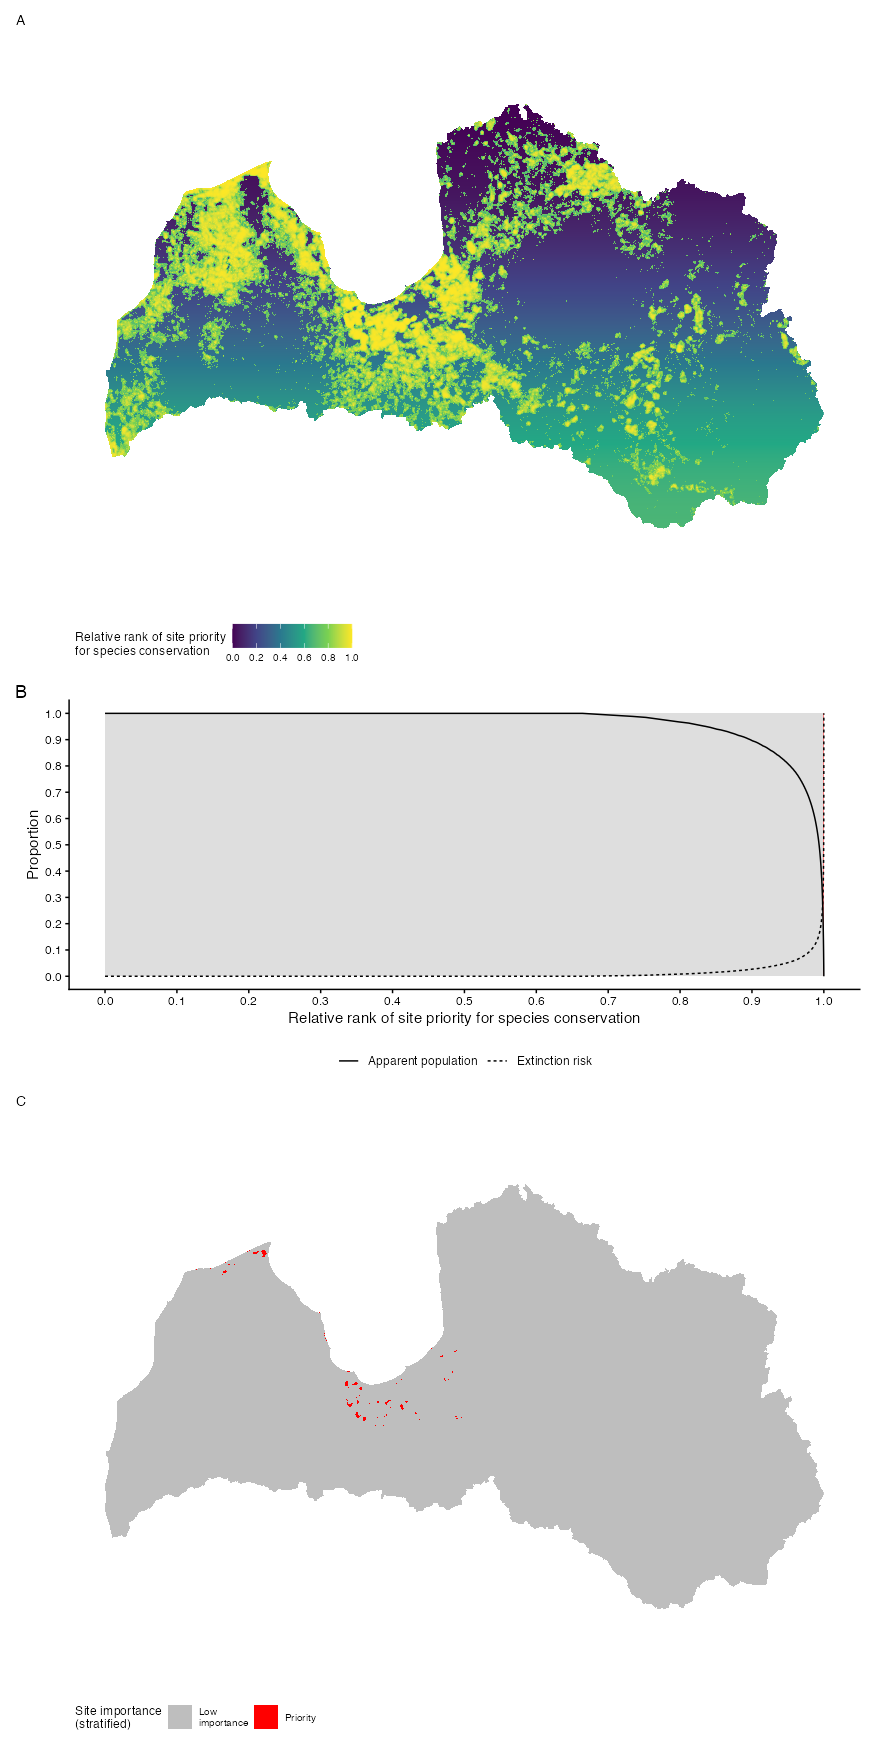 A
Relative rank of site priority
for species conservation
0.0 0.2 0.4 0.6 0.8 1.0
B
1.0
0.9
0.8
0.7
0.6
0.5
0.4
0.3
0.2
0.1
0.0
Proportion
0.0 0.1 0.2 0.3 0.4 0.5 0.6 0.7 0.8 0.9 1.0
Relative rank of site priority for species conservation
Apparent population Extinction risk
C
Site importance
(stratified)
Low
importance
Priority